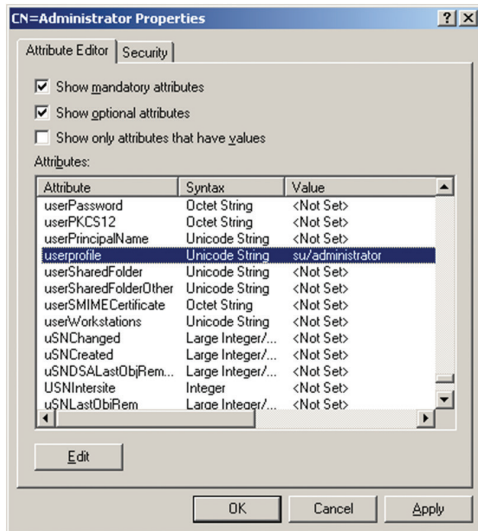 CN=Administrator Properties
Attribute Editor
Security
Show mandatory attributes
Show optional attributes
Show only attributes that have values
Attributes:
Attribute Syntax Value
userPassword Octet String <Not Set>
userPKCS12 Octet String <Not Set>
userPrincipalName Unicode String <Not Set>
userprofile Unicode String su/administrator
userSharedFolder Unicode String <Not Set>
userSharedFolderOther Unicode String <Not Set>
userSMIMECertificate Octet String <Not Set>
userWorkstations Unicode String <Not Set>
uSNChanged Large Integer/... <Not Set>
uSNCreated Large Integer/... <Not Set>
uSNDSALastObjRem... Large Integer/... <Not Set>
USNIntersite Integer <Not Set>
uSNLastObjRem Large Integer/... <Not Set>
Edit
OK Cancel Apply